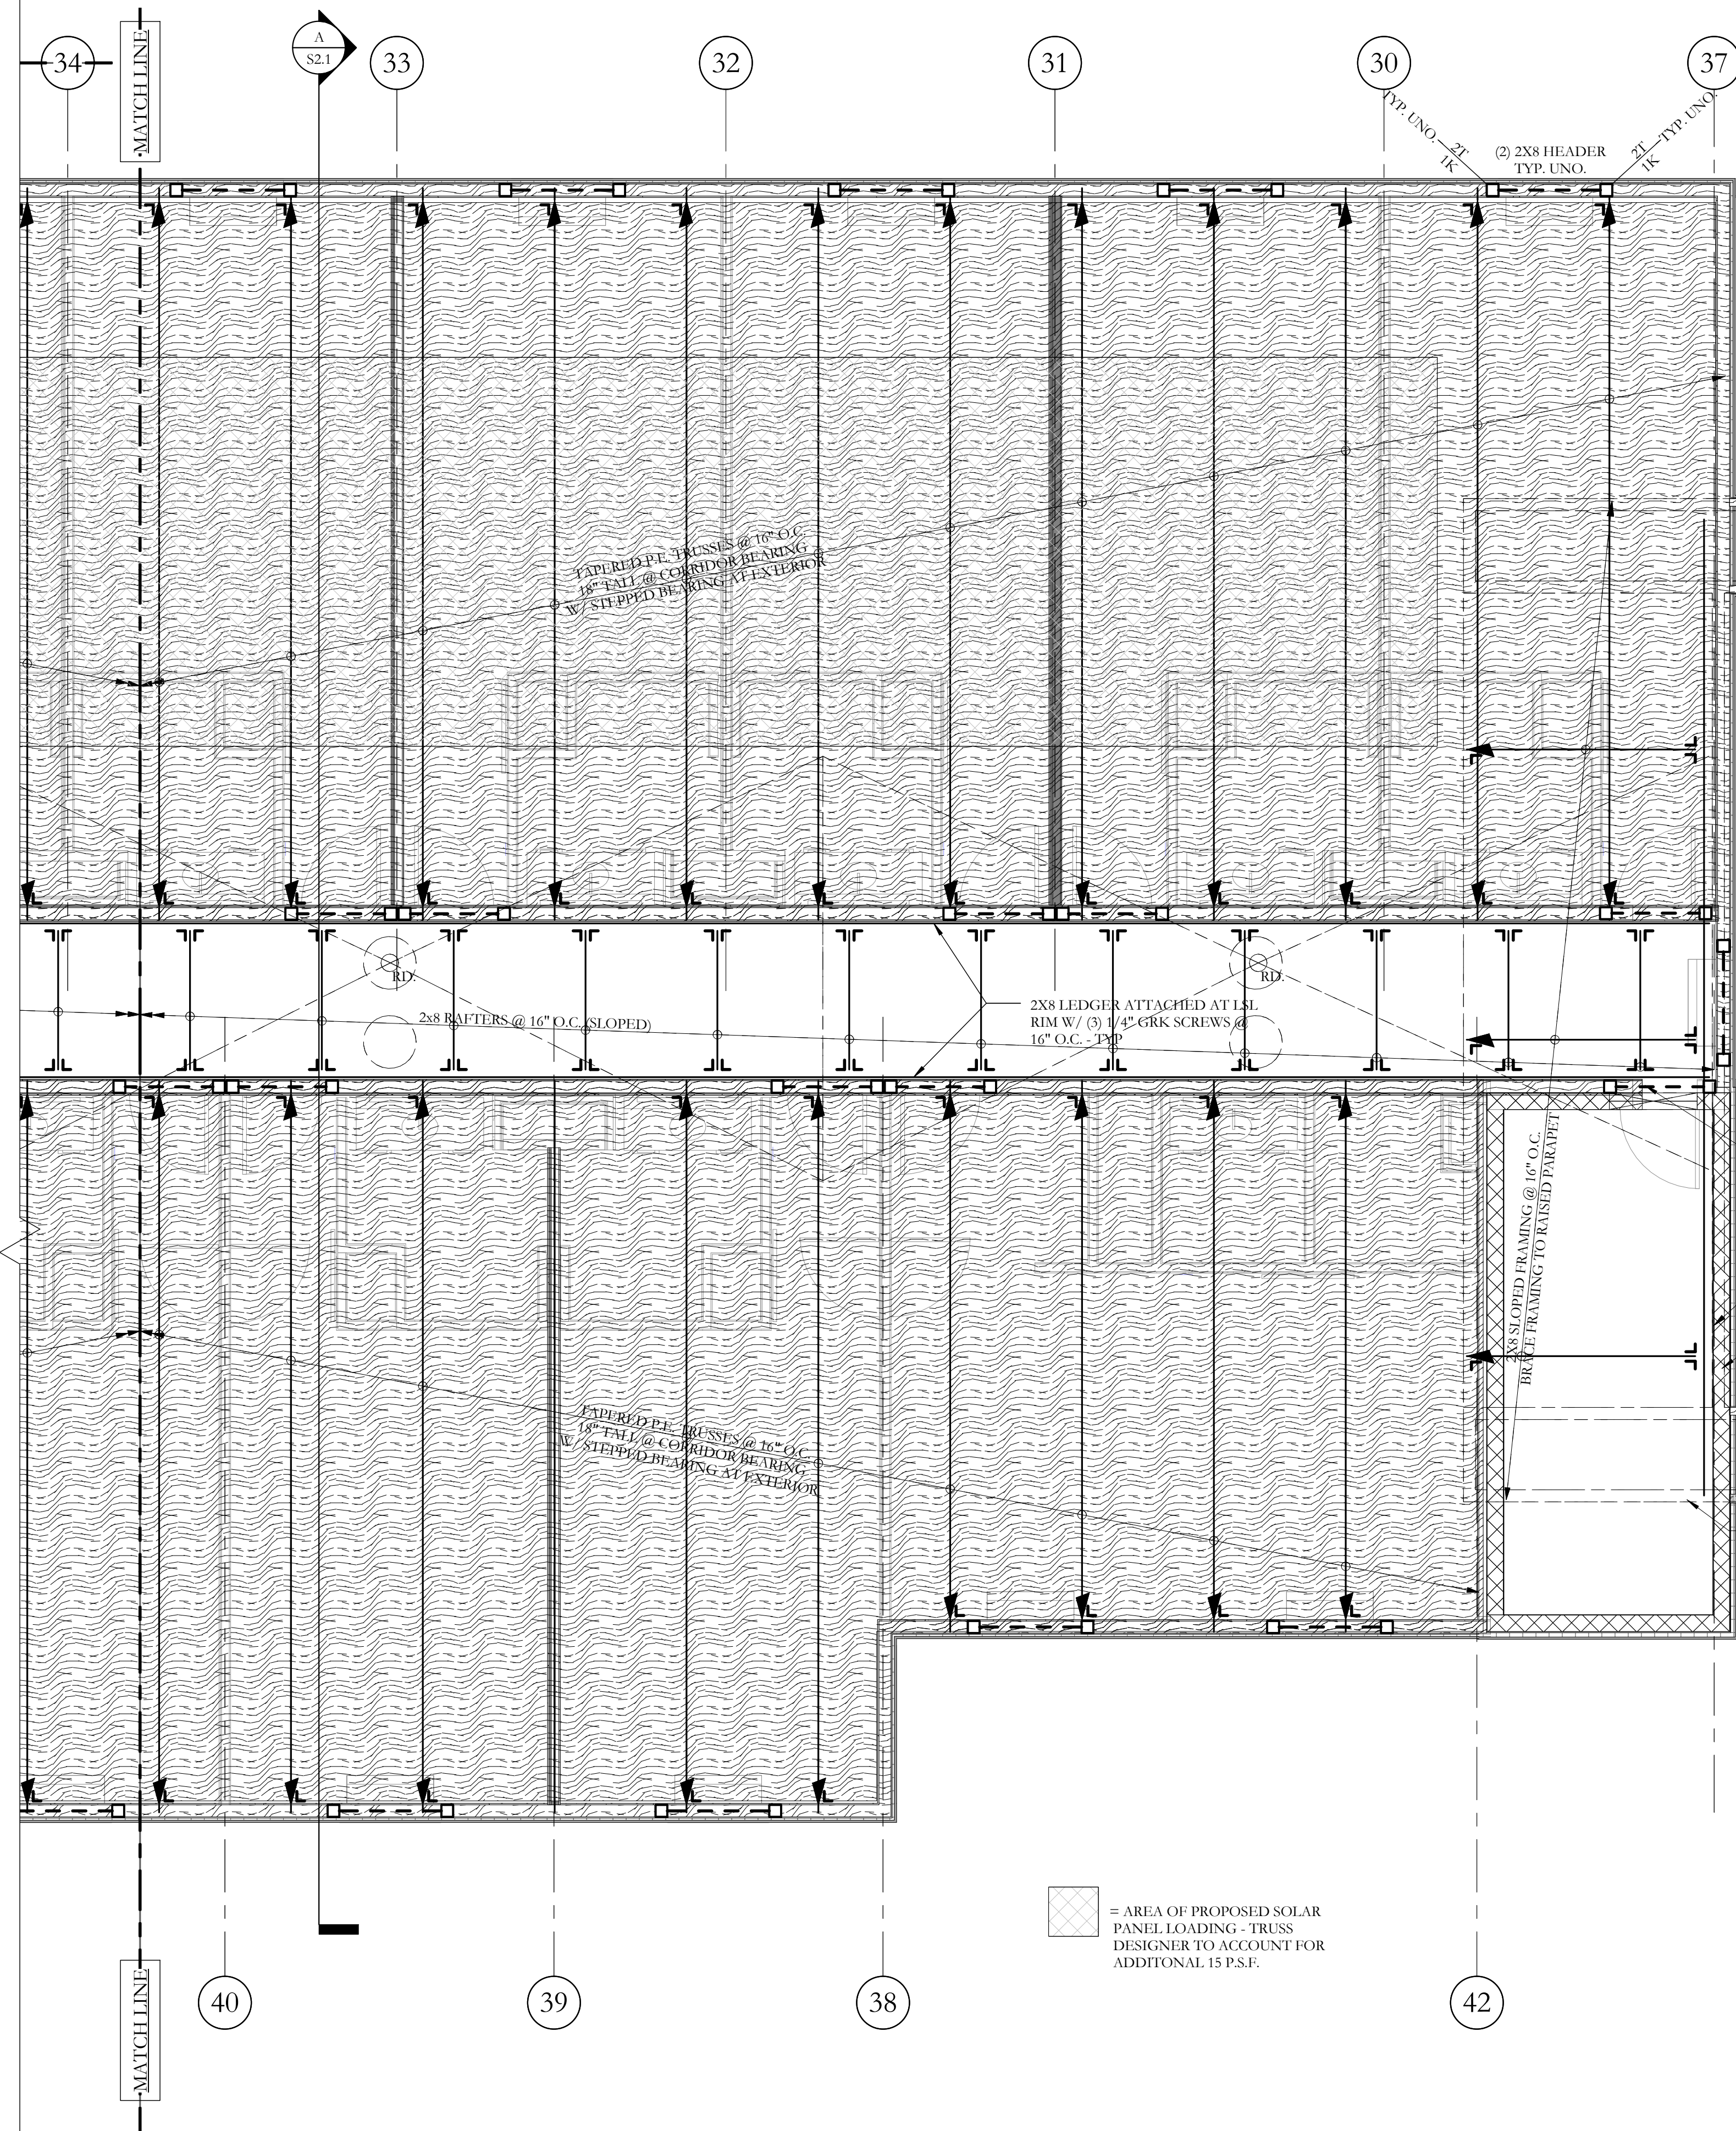 34
MATCH LINE
A
S2.1
33
32
31
30
37
TYP. UNO.
2T
1K
(2) 2X8 HEADER
TYP. UNO.
2T
1K
TYP. UNO.
TAPERED P.E. TRUSSES @ 16" O.C.
18" TALL @ CORRIDOR BEARING
W/ STEPPED BEARING AT EXTERIOR
RD.
RD.
2x8 RAFTERS @ 16" O.C. (SLOPED)
2X8 LEDGER ATTACHED AT LSL
RIM W/ (3) 1/4" GRK SCREWS @
16" O.C. - TYP
2X8 SLOPED FRAMING @ 16" O.C.
BRACE FRAMING TO RAISED PARAPET
TAPERED P.E. TRUSSES @ 16" O.C.
18" TALL @ CORRIDOR BEARING
W/ STEPPED BEARING AT EXTERIOR
= AREA OF PROPOSED SOLAR
PANEL LOADING - TRUSS
DESIGNER TO ACCOUNT FOR
ADDITONAL 15 P.S.F.
MATCH LINE
40
39
38
42